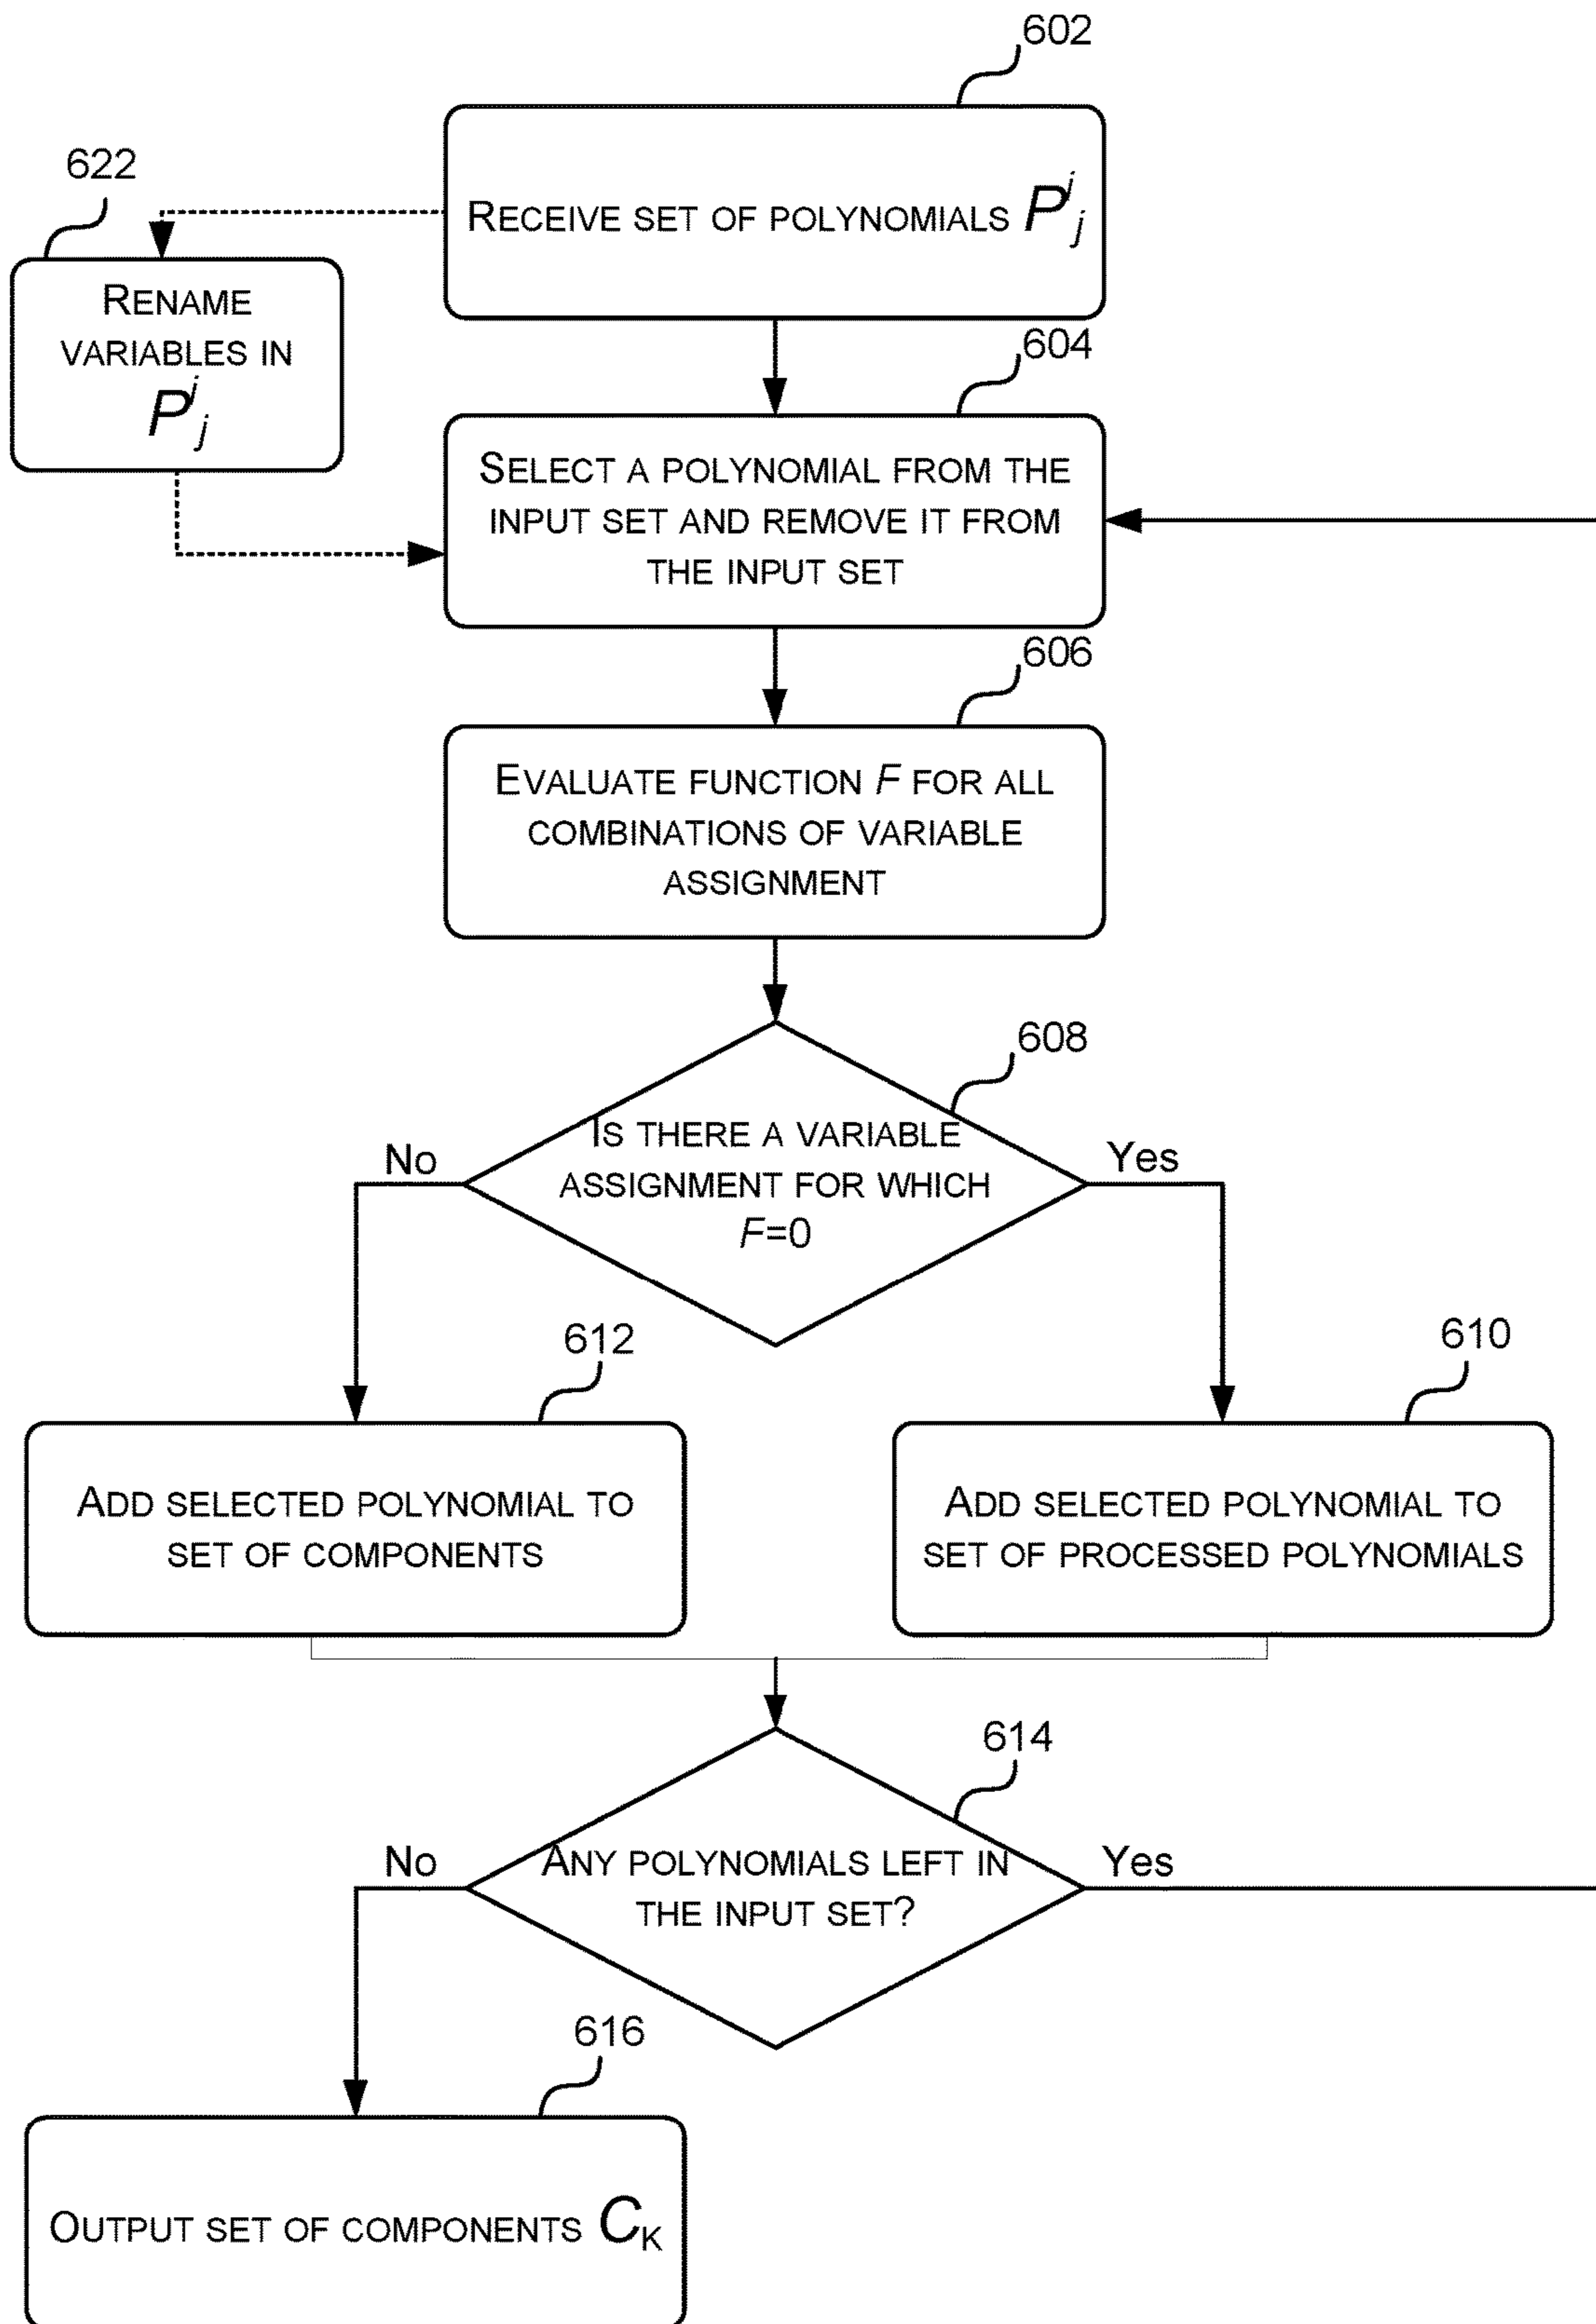 602
622
RECEIVE SET OF POLYNOMIALS P^i_j
RENAME
VARIABLES IN
P^i_j
604
SELECT A POLYNOMIAL FROM THE
INPUT SET AND REMOVE IT FROM
THE INPUT SET
606
EVALUATE FUNCTION F FOR ALL
COMBINATIONS OF VARIABLE
ASSIGNMENT
608
IS THERE A VARIABLE
ASSIGNMENT FOR WHICH
F=0
No
Yes
612
610
ADD SELECTED POLYNOMIAL TO
SET OF COMPONENTS
ADD SELECTED POLYNOMIAL TO
SET OF PROCESSED POLYNOMIALS
614
ANY POLYNOMIALS LEFT IN
THE INPUT SET?
No
Yes
616
OUTPUT SET OF COMPONENTS C_K